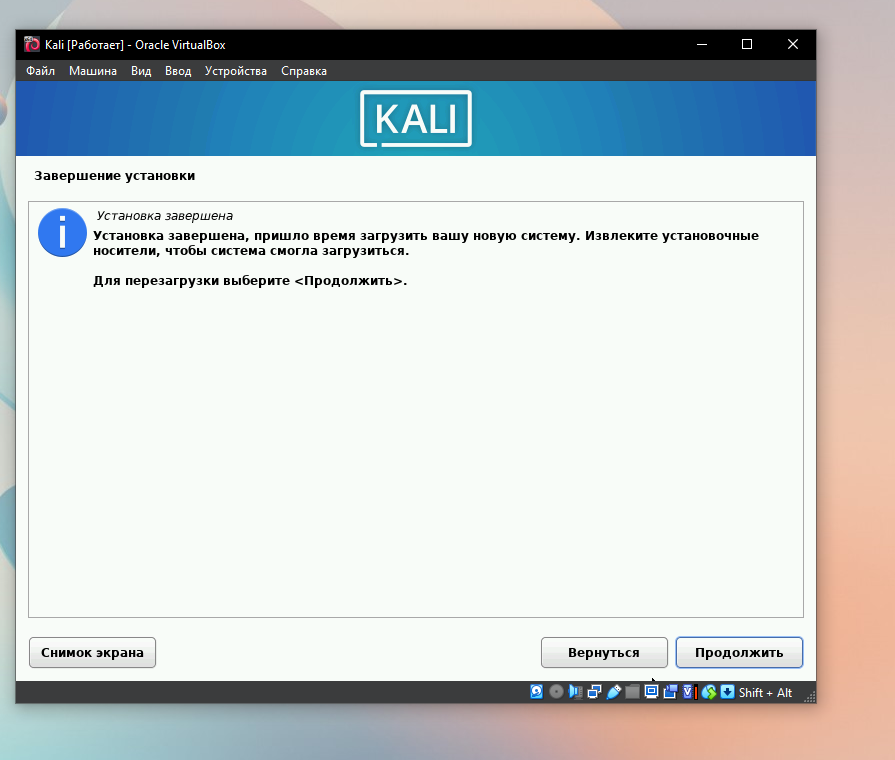 Kali [Работает] - Oracle VirtualBox
Файл Машина Вид Ввод Устройства Справка
KALI
Завершение установки
Установка завершена
Установка завершена, пришло время загрузить вашу новую систему. Извлеките установочные
носители, чтобы система смогла загрузиться.
Для перезагрузки выберите <Продолжить>.
Снимок экрана Вернуться Продолжить
Shift + Alt